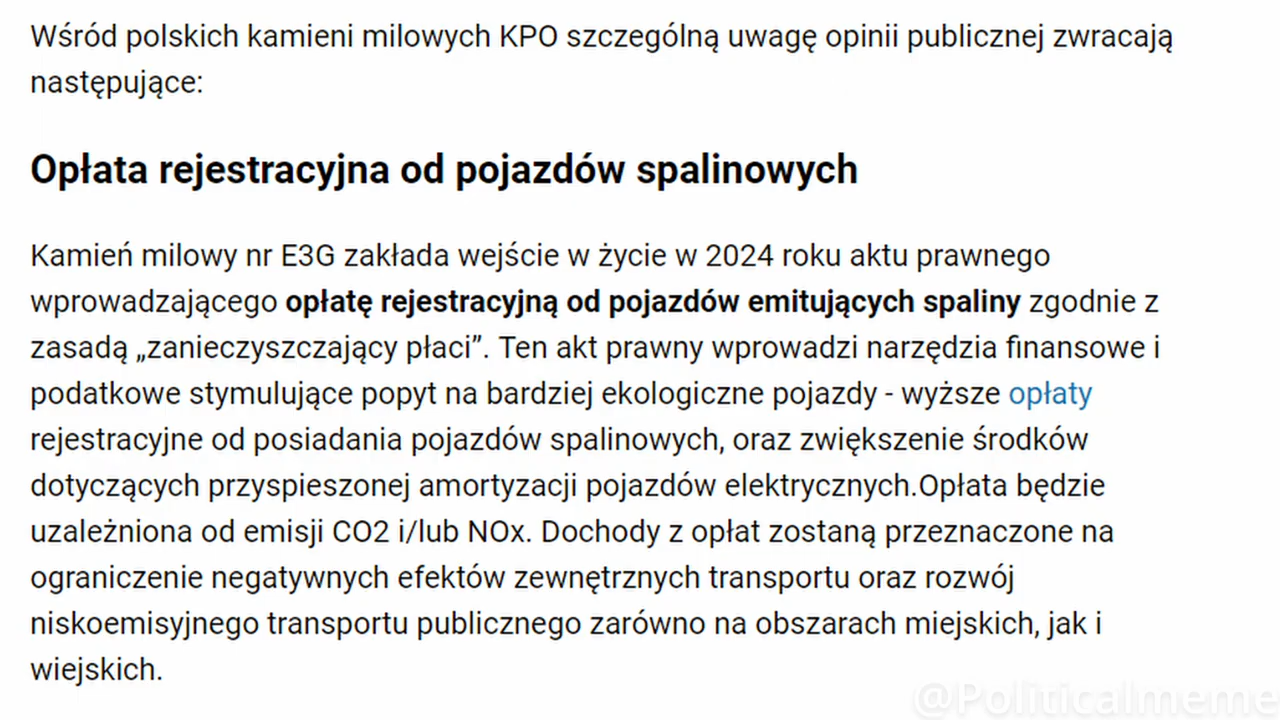 Wśród polskich kamieni milowych KPO szczególną uwagę opinii publicznej zwracają
następujące:
Opłata rejestracyjna od pojazdów spalinowych
Kamień milowy nr E3G zakłada wejście w życie w 2024 roku aktu prawnego
wprowadzającego opłatę rejestracyjną od pojazdów emitujących spaliny zgodnie z
zasadą „zanieczyszczający płaci”. Ten akt prawny wprowadzi narzędzia finansowe i
podatkowe stymulujące popyt na bardziej ekologiczne pojazdy - wyższe opłaty
rejestracyjne od posiadania pojazdów spalinowych, oraz zwiększenie środków
dotyczących przyspieszonej amortyzacji pojazdów elektrycznych.Opłata będzie
uzależniona od emisji CO2 i/lub NOx. Dochody z opłat zostaną przeznaczone na
ograniczenie negatywnych efektów zewnętrznych transportu oraz rozwój
niskoemisyjnego transportu publicznego zarówno na obszarach miejskich, jak i
wiejskich.
@Politicalmeme